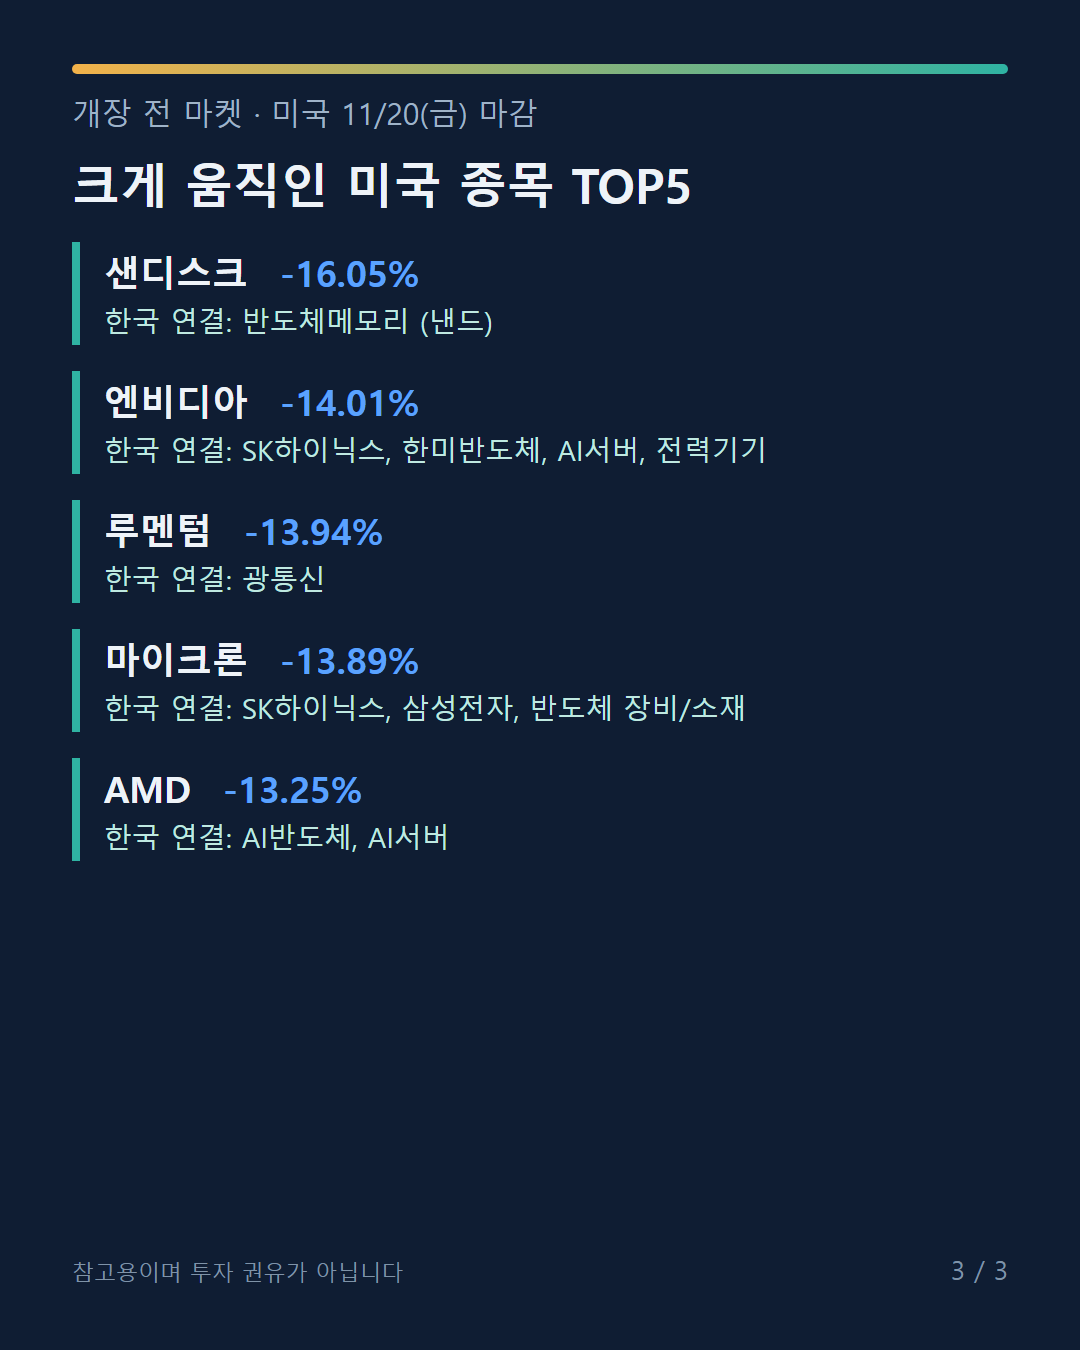 개장 전 마켓 · 미국 11/20(금) 마감
크게 움직인 미국 종목 TOP5
샌디스크 -16.05%
한국 연결: 반도체메모리 (낸드)
엔비디아 -14.01%
한국 연결: SK하이닉스, 한미반도체, AI서버, 전력기기
루멘텀 -13.94%
한국 연결: 광통신
마이크론 -13.89%
한국 연결: SK하이닉스, 삼성전자, 반도체 장비/소재
AMD -13.25%
한국 연결: AI반도체, AI서버
참고용이며 투자 권유가 아닙니다
3 / 3